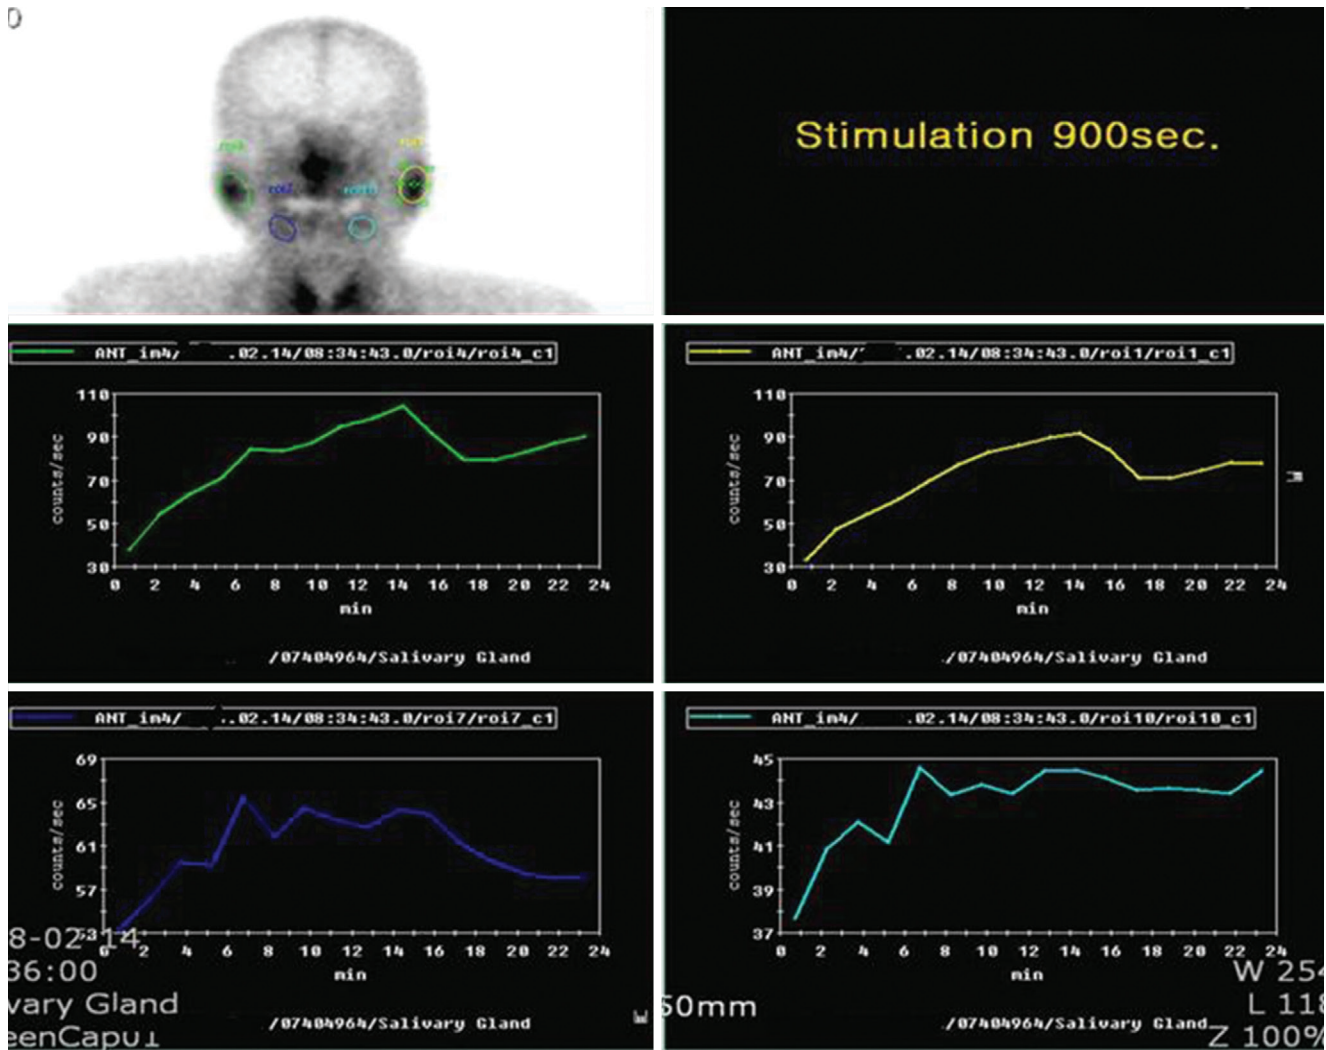 Stimulation 900sec.
ANT_im4/ .02.14/08:34:43.0/roi4/roi4_c1
110
90
70
50
30
counts/sec
0 2 4 6 8 10 12 14 16 18 20 22 24
min
/07404964/Salivary Gland
ANT_im4/ .02.14/08:34:43.0/roi1/roi1_c1
110
90
70
50
30
counts/sec
0 2 4 6 8 10 12 14 16 18 20 22 24
min
./07404964/Salivary Gland
ANT_im4/ .02.14/08:34:43.0/roi7/roi7_c1
69
65
61
57
53
counts/sec
0 2 4 6 8 10 12 14 16 18 20 22 24
min
/07404964/Salivary Gland
8-02-14
36:00
vary Gland
eenCaput
ANT_im4/ .02.14/08:34:43.0/roi10/roi10_c1
45
43
41
39
37
counts/sec
0 2 4 6 8 10 12 14 16 18 20 22 24
min
./07404964/Salivary Gland
50mm
W 254
L 118
Z 100%